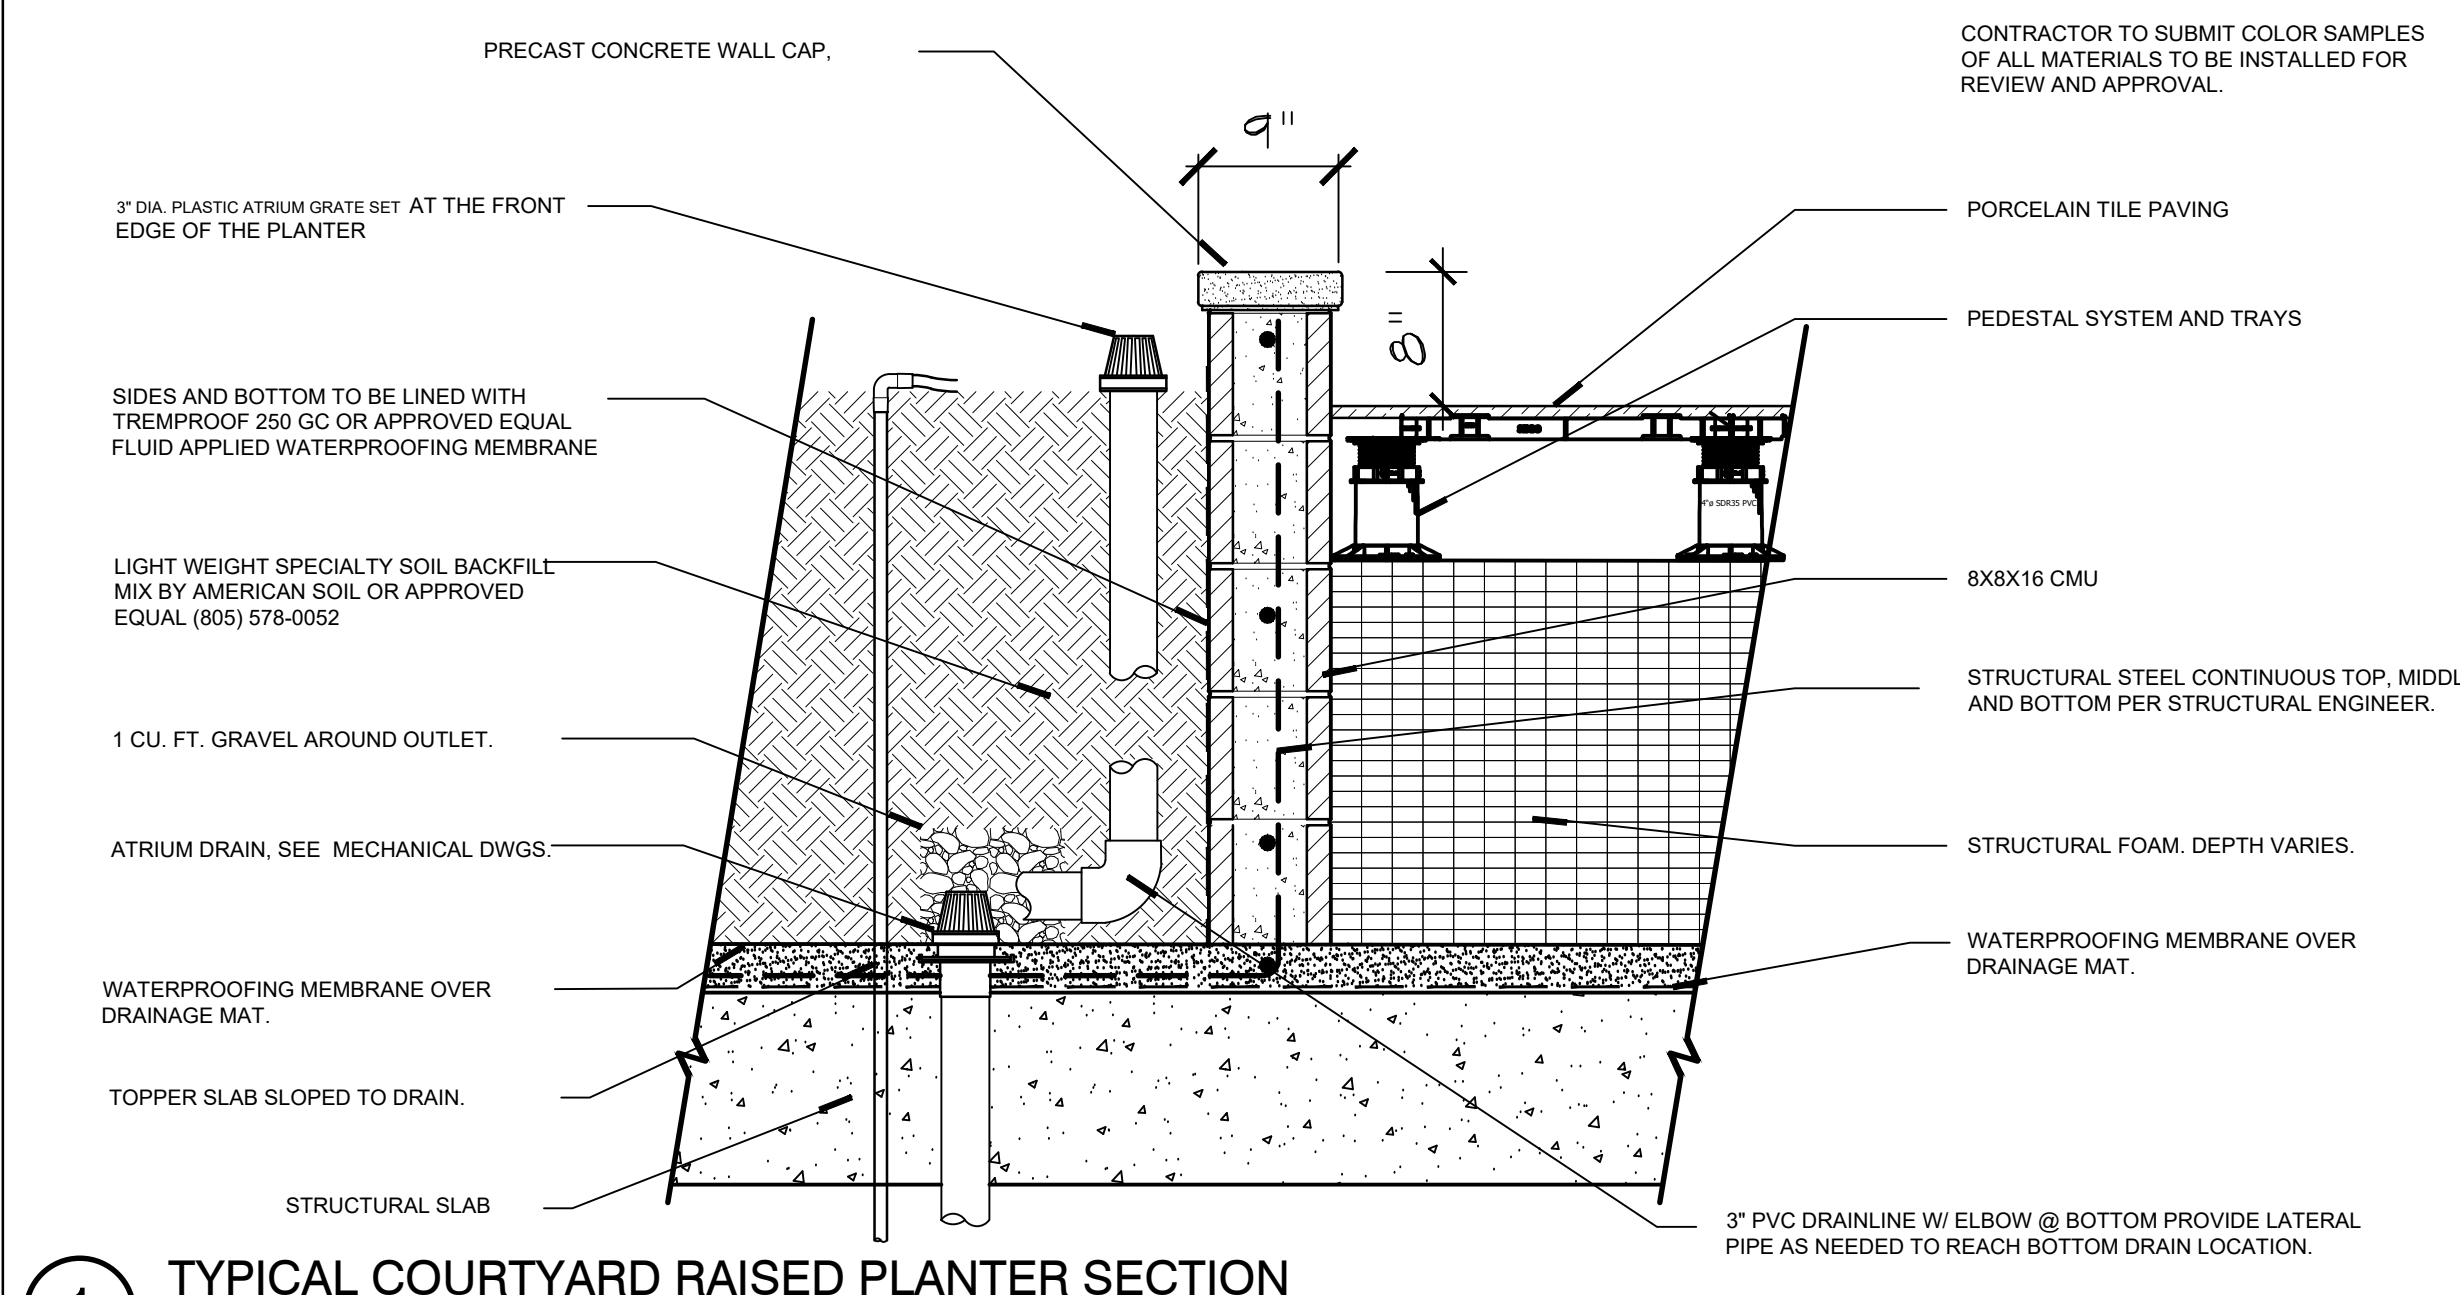 PRECAST CONCRETE WALL CAP,
CONTRACTOR TO SUBMIT COLOR SAMPLES
OF ALL MATERIALS TO BE INSTALLED FOR
REVIEW AND APPROVAL.
9"
3" DIA. PLASTIC ATRIUM GRATE SET AT THE FRONT
EDGE OF THE PLANTER
PORCELAIN TILE PAVING
8"
PEDESTAL SYSTEM AND TRAYS
SIDES AND BOTTOM TO BE LINED WITH
TREMPROOF 250 GC OR APPROVED EQUAL
FLUID APPLIED WATERPROOFING MEMBRANE
4"ø SDR35 PVC
LIGHT WEIGHT SPECIALTY SOIL BACKFILL
MIX BY AMERICAN SOIL OR APPROVED
EQUAL (805) 578-0052
8X8X16 CMU
STRUCTURAL STEEL CONTINUOUS TOP, MIDDL
AND BOTTOM PER STRUCTURAL ENGINEER.
1 CU. FT. GRAVEL AROUND OUTLET.
ATRIUM DRAIN, SEE MECHANICAL DWGS.
STRUCTURAL FOAM. DEPTH VARIES.
WATERPROOFING MEMBRANE OVER
DRAINAGE MAT.
WATERPROOFING MEMBRANE OVER
DRAINAGE MAT.
TOPPER SLAB SLOPED TO DRAIN.
STRUCTURAL SLAB
3" PVC DRAINLINE W/ ELBOW @ BOTTOM PROVIDE LATERAL
PIPE AS NEEDED TO REACH BOTTOM DRAIN LOCATION.
TYPICAL COURTYARD RAISED PLANTER SECTION